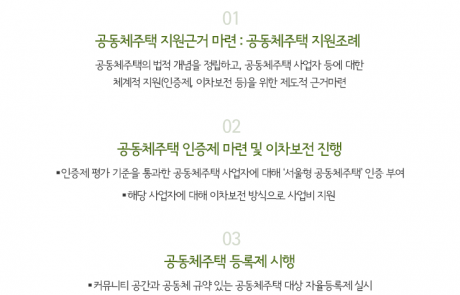 01
공동체주택 지원근거 마련 : 공동체주택 지원조례
공동체주택의 법적 개념을 정립하고, 공동체주택 사업자 등에 대한
체계적 지원(인증제, 이차보전 등)을 위한 제도적 근거마련
02
공동체주택 인증제 마련 및 이차보전 진행
▪인증제 평가 기준을 통과한 공동체주택 사업자에 대해 '서울형 공동체주택' 인증 부여
▪해당 사업자에 대해 이차보전 방식으로 사업비 지원
03
공동체주택 등록제 시행
▪커뮤니티 공간과 공동체 규약 있는 공동체주택 대상 자율등록제 실시